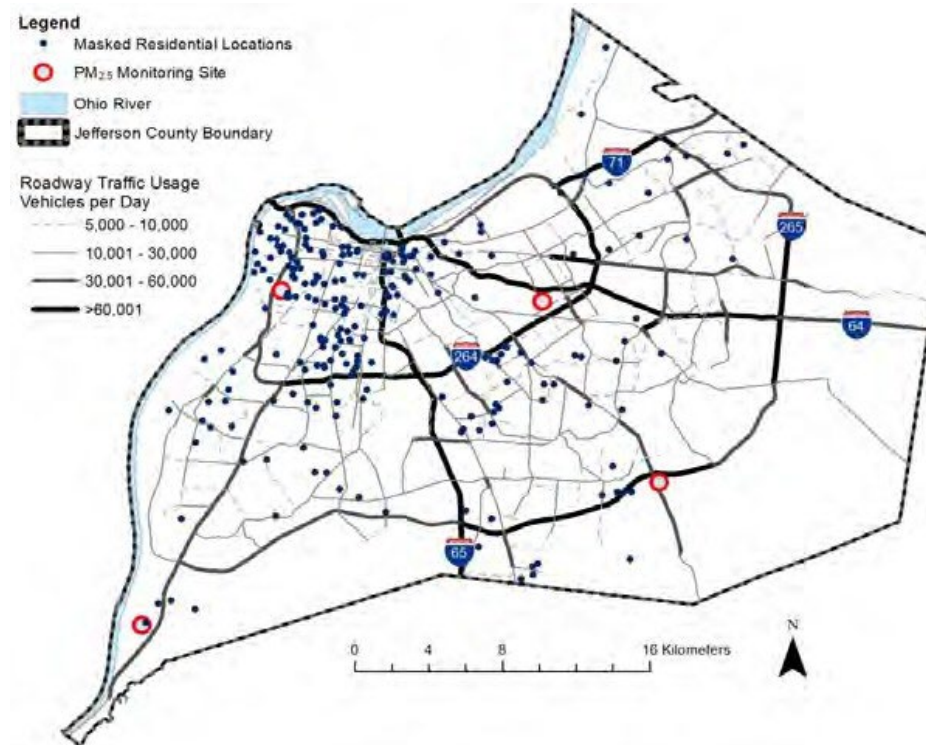 Legend
Masked Residential Locations
PM2.5 Monitoring Site
Ohio River
Jefferson County Boundary
Roadway Traffic Usage
Vehicles per Day
5,000 - 10,000
10,001 - 30,000
30.001 - 60,000
>60.001
71
265
64
264
65
N
0 4 8 16 Kilometers